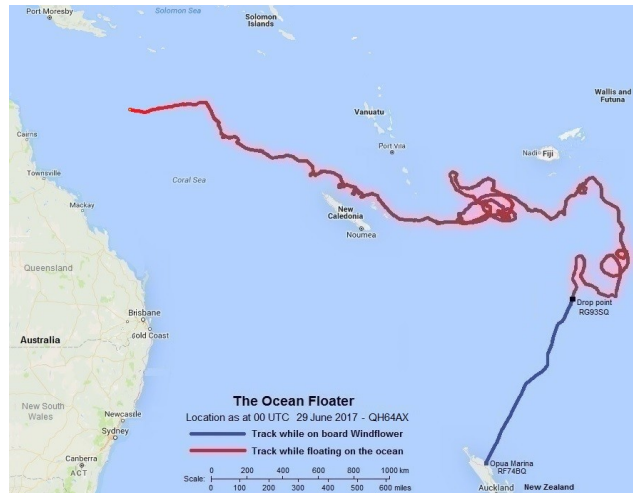 Port Moresby
Solomon Sea
Solomon
Islands
Wallis and
Futuna
Vanuatu
Port Vila
Nadi
Fiji
Cairns
Townsville
Coral Sea
Mackay
New
Caledonia
Noumea
Queensland
Drop point
RG93SQ
Brisbane
Gold Coast
Australia
New South
Wales
Newcastle
Sydney
Canberra
ACT
The Ocean Floater
Location as at 00 UTC 29 June 2017 - QH64AX
Track while on board Windflower
Track while floating on the ocean
Scale:
0 200 400 600 800 1000 km
0 100 200 300 400 500 600 miles
Opua Marina
RF74BQ
Auckland
New Zealand